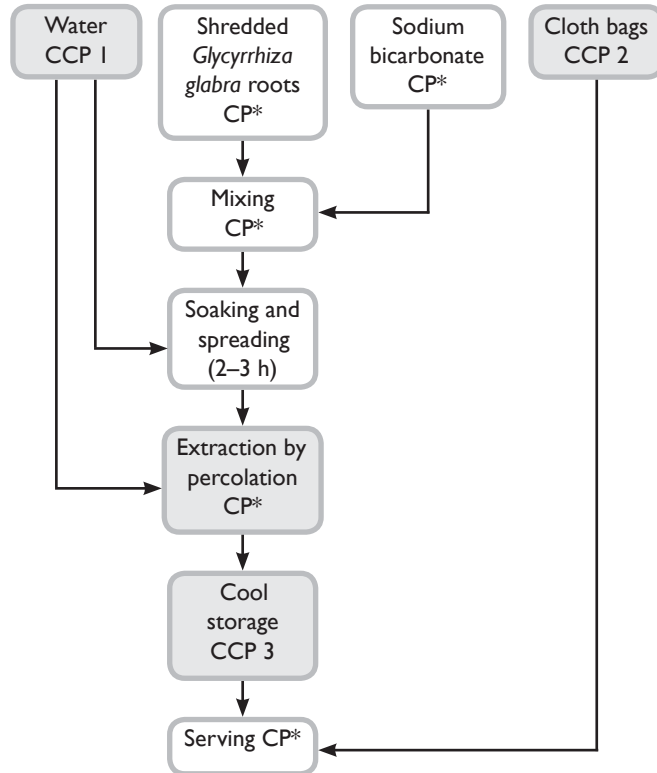 Water
CCP 1
Shredded
Glycyrrhiza
glabra roots
CP*
Sodium
bicarbonate
CP*
Cloth bags
CCP 2
Mixing
CP*
Soaking and
spreading
(2–3 h)
Extraction by
percolation
CP*
Cool
storage
CCP 3
Serving CP*